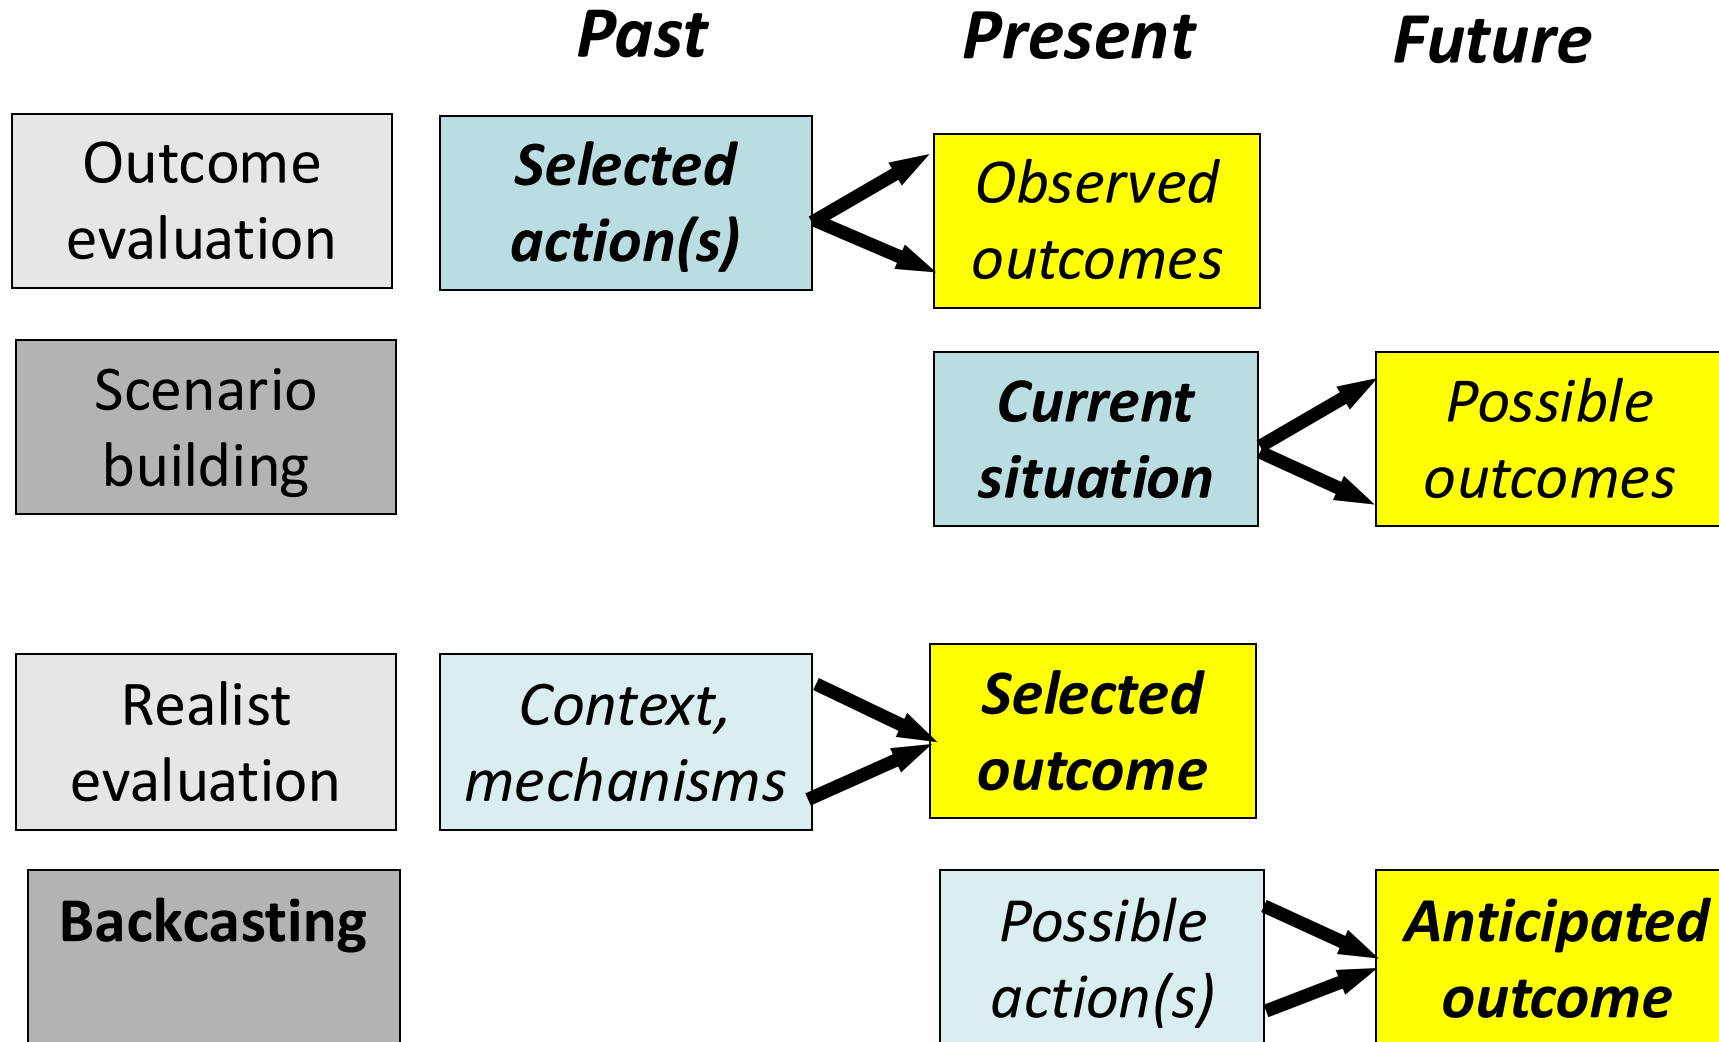 Past Present Future
Outcome
evaluation
Selected
action(s)
Observed
outcomes
Scenario
building
Current
situation
Possible
outcomes
Realist
evaluation
Context,
mechanisms
Selected
outcome
Backcasting
Possible
action(s)
Anticipated
outcome